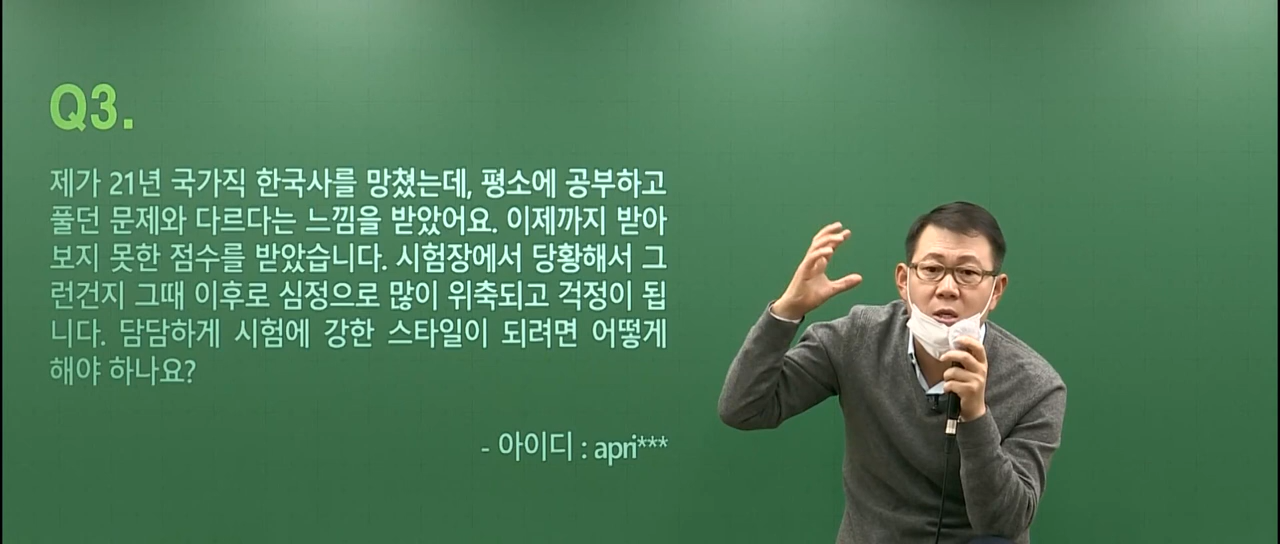 Q3.
제가 21년 국가직 한국사를 망쳤는데, 평소에 공부하고
풀던 문제와 다르다는 느낌을 받았어요. 이제까지 받아
보지 못한 점수를 받았습니다. 시험장에서 당황해서 그
런건지 그때 이후로 심정으로 많이 위축되고 걱정이 됩
니다. 담담하게 시험에 강한 스타일이 되려면 어떻게
해야 하나요?
- 아이디 : apri***